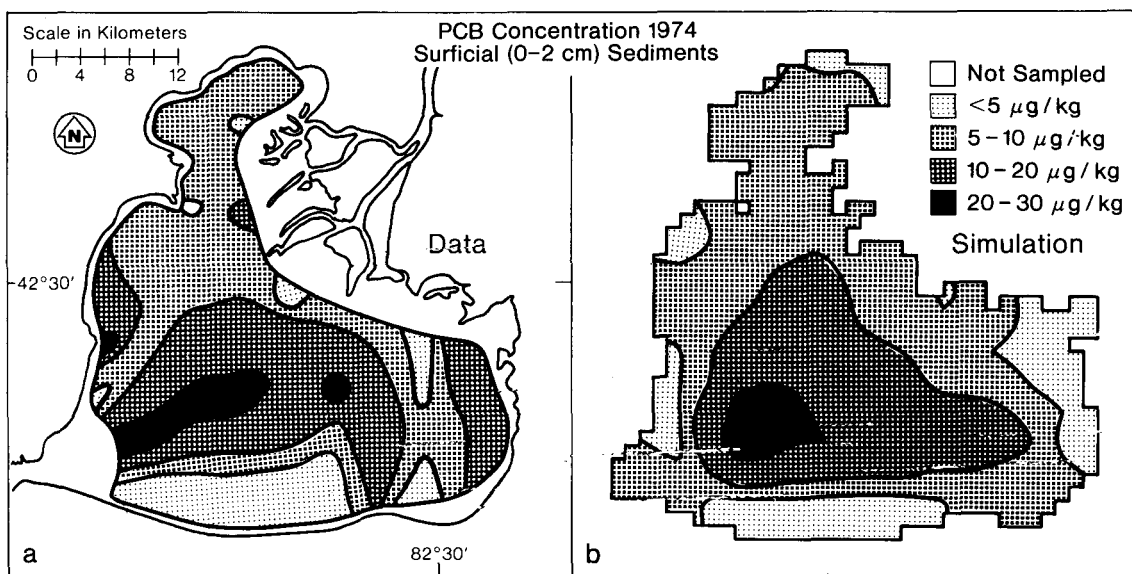 PCB Concentration 1974
Surficial (0-2 cm) Sediments
Scale in Kilometers
0 4 8 12
N
Data
42°30'
82°30'
a
Not Sampled
<5 μg/kg
5-10 μg/kg
10-20 μg/kg
20-30 μg/kg
Simulation
b